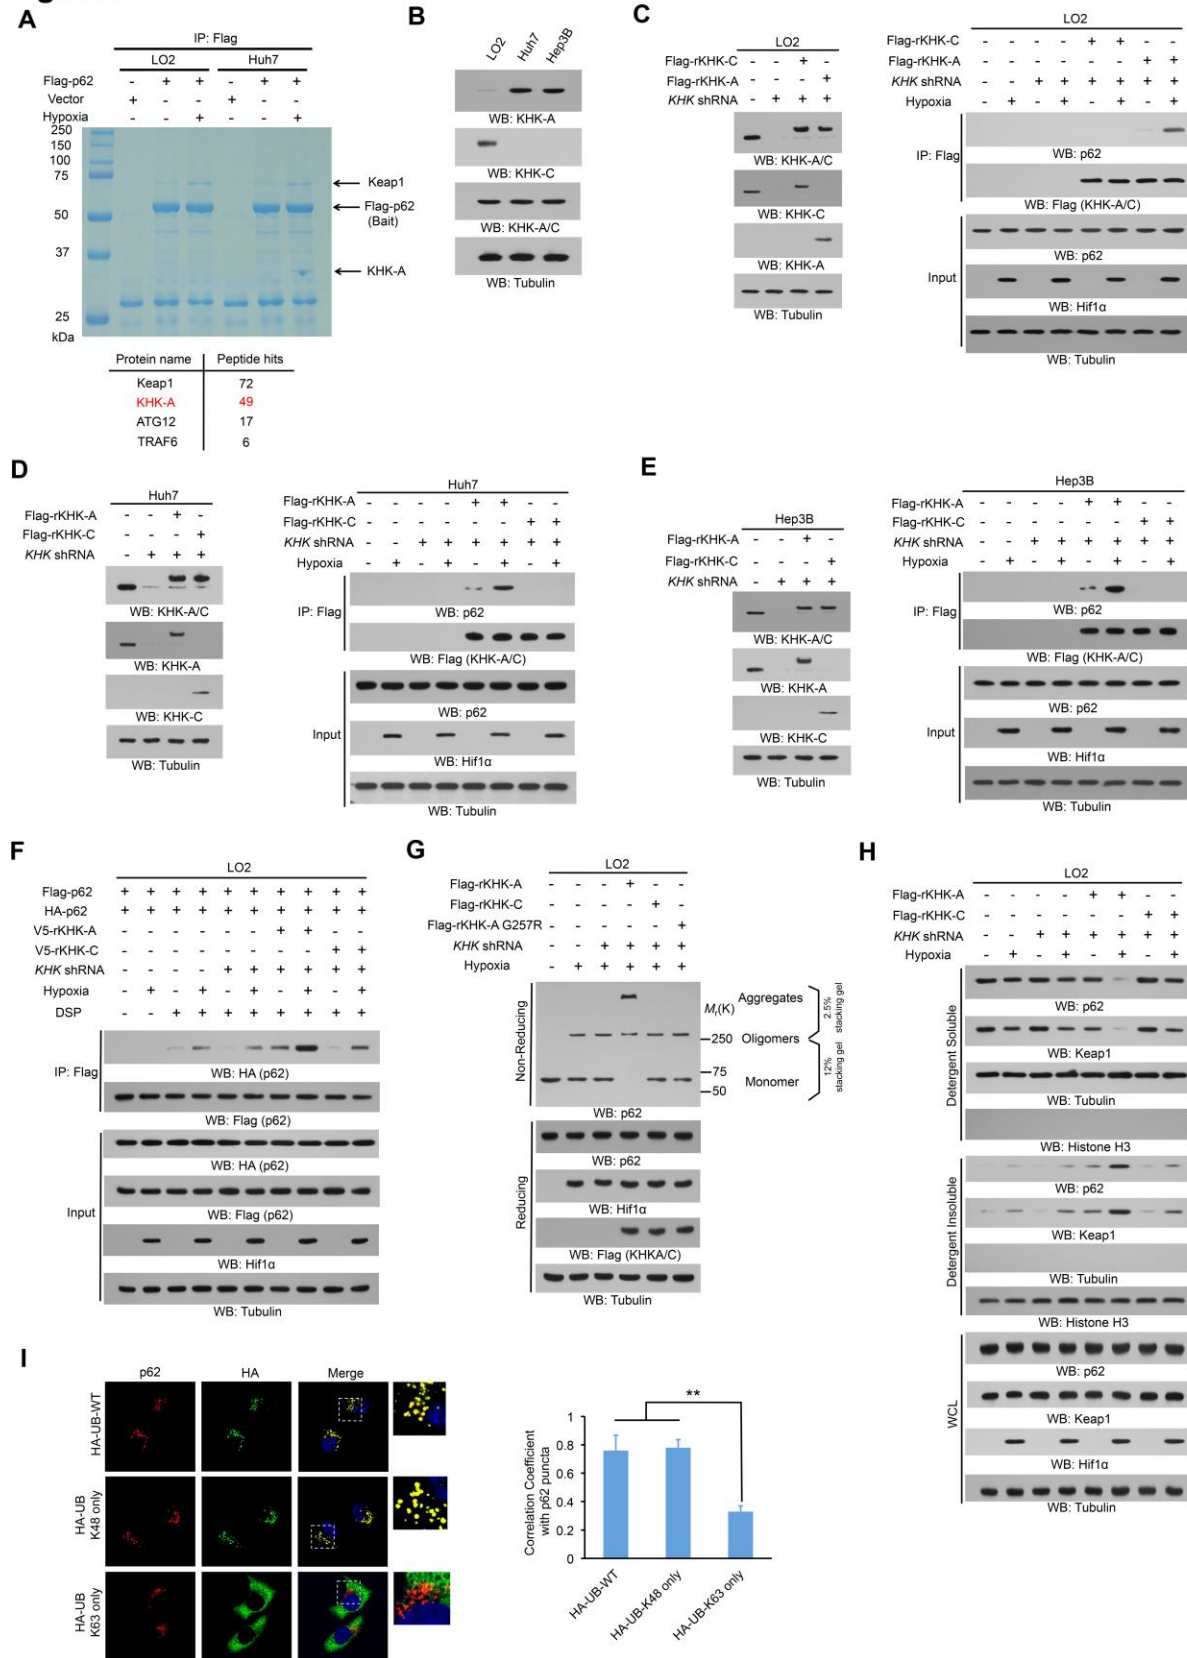 A
IP: Flag
LO2 Huh7
Flag-p62 - + + - + +
Vector + - - + - -
Hypoxia - - + - - +
250
150
100
75
50
37
25
kDa
Keap1
Flag-p62
(Bait)
KHK-A
Protein name Peptide hits
Keap1 72
KHK-A 49
ATG12 17
TRAF6 6
B
LO2 Huh7 Hep3B
WB: KHK-A
WB: KHK-C
WB: KHK-A/C
WB: Tubulin
C
LO2
Flag-rKHK-C - - + -
Flag-rKHK-A - - - +
KHK shRNA - + + +
WB: KHK-A/C
WB: KHK-C
WB: KHK-A
WB: Tubulin
LO2
Flag-rKHK-C - - - - + + - -
Flag-rKHK-A - - - - - - + +
KHK shRNA - - + + + + + +
Hypoxia - + - + - + - +
IP: Flag
WB: p62
WB: Flag (KHK-A/C)
Input
WB: p62
WB: Hif1α
WB: Tubulin
D
Huh7
Flag-rKHK-A - - + -
Flag-rKHK-C - - - +
KHK shRNA - + + +
WB: KHK-A/C
WB: KHK-A
WB: KHK-C
WB: Tubulin
Huh7
Flag-rKHK-A - - - - + + - -
Flag-rKHK-C - - - - - - + +
KHK shRNA - - + + + + + +
Hypoxia - + - + - + - +
IP: Flag
WB: p62
WB: Flag (KHK-A/C)
Input
WB: p62
WB: Hif1α
WB: Tubulin
E
Hep3B
Flag-rKHK-A - - + -
Flag-rKHK-C - - - +
KHK shRNA - + + +
WB: KHK-A/C
WB: KHK-A
WB: KHK-C
WB: Tubulin
Hep3B
Flag-rKHK-A - - - - + + - -
Flag-rKHK-C - - - - - - + +
KHK shRNA - - + + + + + +
Hypoxia - + - + - + - +
IP: Flag
WB: p62
WB: Flag (KHK-A/C)
Input
WB: p62
WB: Hif1α
WB: Tubulin
F
LO2
Flag-p62 + + + + + + + + + +
HA-p62 + + + + + + + + + +
V5-rKHK-A - - - - - - + + - -
V5-rKHK-C - - - - - - - - + +
KHK shRNA - - - - + + + + + +
Hypoxia - + - + - + - + - +
DSP - - + + + + + + + +
IP: Flag
WB: HA (p62)
WB: Flag (p62)
Input
WB: HA (p62)
WB: Flag (p62)
WB: Hif1α
WB: Tubulin
G
LO2
Flag-rKHK-A - - - + - -
Flag-rKHK-C - - - - + -
Flag-rKHK-A G257R - - - - - +
KHK shRNA - - + + + +
Hypoxia - + + + + +
Non-Reducing
Mr(K)
Aggregates
250 Oligomers
75
Monomer
50
2.5% stacking gel
12% stacking gel
WB: p62
Reducing
WB: p62
WB: Hif1α
WB: Flag (KHKA/C)
WB: Tubulin
H
LO2
Flag-rKHK-A - - - - + + - -
Flag-rKHK-C - - - - - - + +
KHK shRNA - - + + + + + +
Hypoxia - + - + - + - +
Detergent Soluble
WB: p62
WB: Keap1
WB: Tubulin
WB: Histone H3
Detergent Insoluble
WB: p62
WB: Keap1
WB: Tubulin
WB: Histone H3
WCL
WB: p62
WB: Keap1
WB: Hif1α
WB: Tubulin
I
p62 HA Merge
HA-UB-WT
HA-UB K48 only
HA-UB K63 only
**
Correlation Coefficient
with p62 puncta
1
0.8
0.6
0.4
0.2
0
HA-UB-WT
HA-UB-K48 only
HA-UB-K63 only